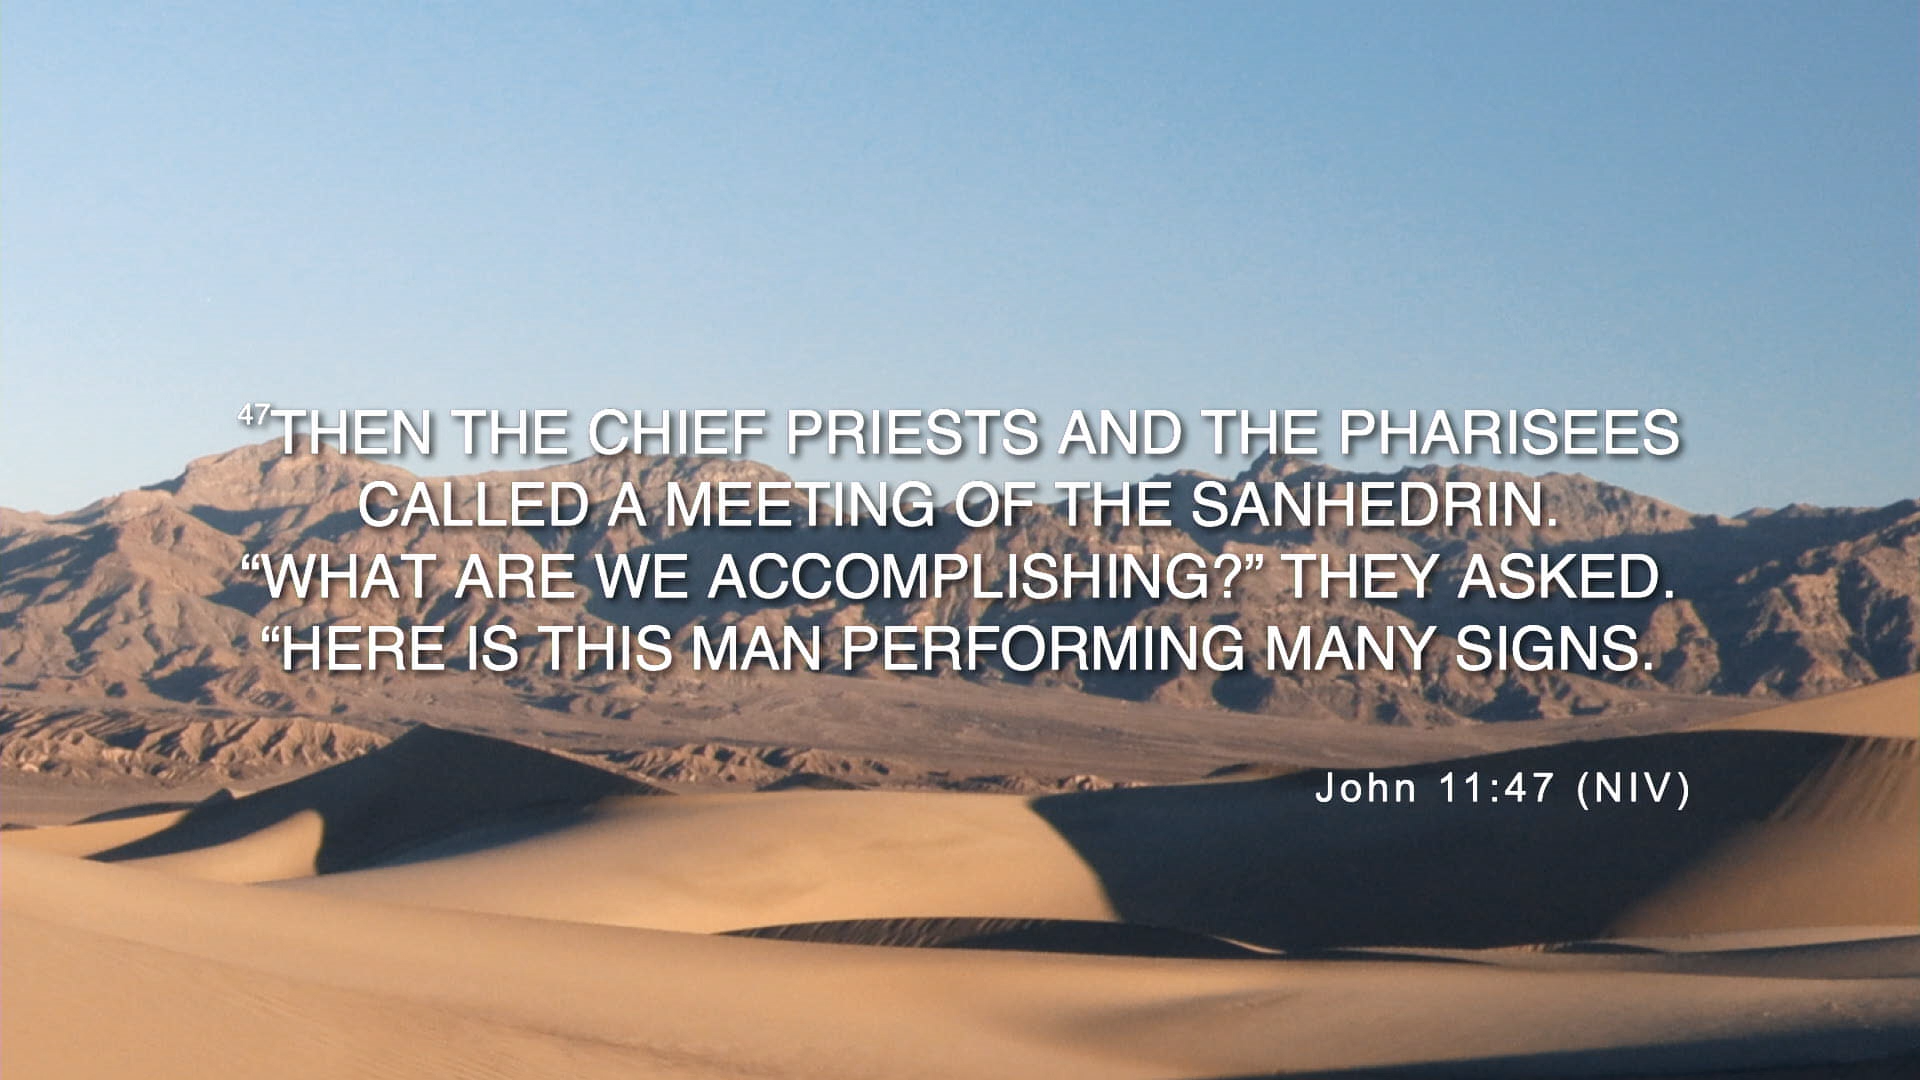 ⁴⁷THEN THE CHIEF PRIESTS AND THE PHARISEES
CALLED A MEETING OF THE SANHEDRIN.
“WHAT ARE WE ACCOMPLISHING?” THEY ASKED.
“HERE IS THIS MAN PERFORMING MANY SIGNS.
John 11:47 (NIV)